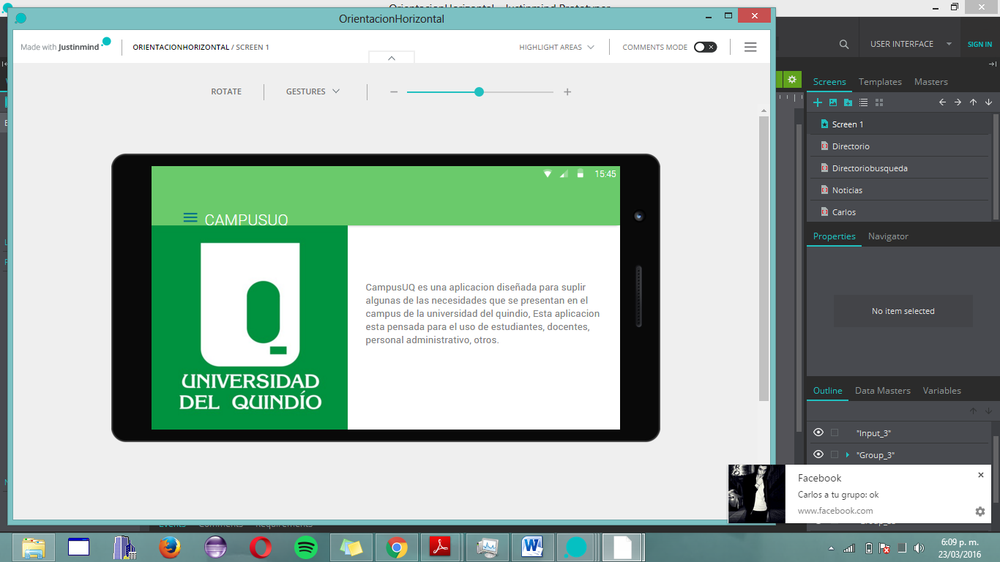 OrientacionHorizontal
Made with Justinmind
ORIENTACIONHORIZONTAL / SCREEN 1
HIGHLIGHT AREAS
COMMENTS MODE
USER INTERFACE
SIGN IN
ROTATE
GESTURES
Screens
Templates
Masters
Screen 1
Directorio
Directoriobusqueda
Noticias
Carlos
15:45
CAMPUSUQ
UNIVERSIDAD
DEL QUINDÍO
CampusUQ es una aplicacion diseñada para suplir
algunas de las necesidades que se presentan en el
campus de la universidad del quindio, Esta aplicacion
esta pensada para el uso de estudiantes, docentes,
personal administrativo, otros.
Properties
Navigator
No item selected
Outline
Data Masters
Variables
"Input_3"
"Group_3"
Facebook
Carlos a tu grupo: ok
www.facebook.com
Events
Comments
Requirements
6:09 p. m.
23/03/2016